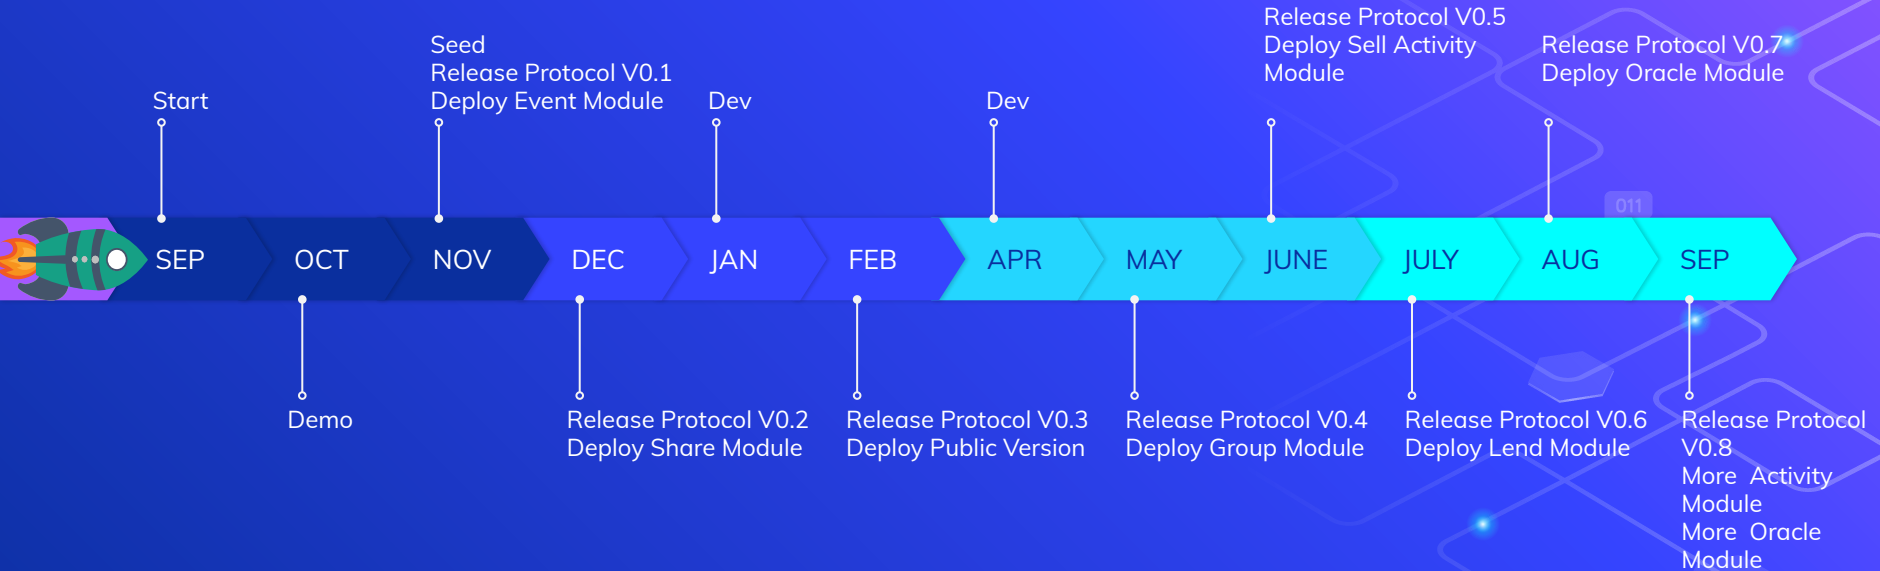 Release Protocol V0.5
Deploy Sell Activity
Module
Seed
Release Protocol V0.1
Deploy Event Module
Release Protocol V0.7
Deploy Oracle Module
Start
Dev
Dev
011
SEP
OCT
NOV
DEC
JAN
FEB
APR
MAY
JUNE
JULY
AUG
SEP
Demo
Release Protocol V0.2
Deploy Share Module
Release Protocol V0.3
Deploy Public Version
Release Protocol V0.4
Deploy Group Module
Release Protocol V0.6
Deploy Lend Module
Release Protocol
V0.8
More Activity
Module
More Oracle
Module